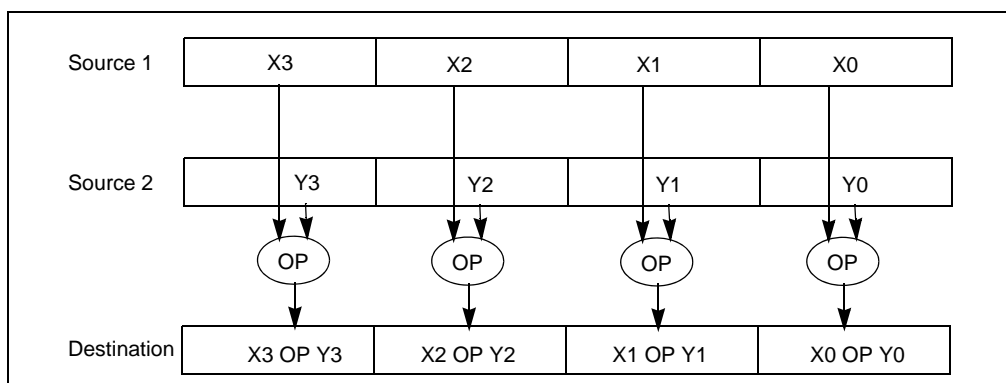 Source 1 X3 X2 X1 X0
Source 2 Y3 Y2 Y1 Y0
OP OP OP OP
Destination X3 OP Y3 X2 OP Y2 X1 OP Y1 X0 OP Y0